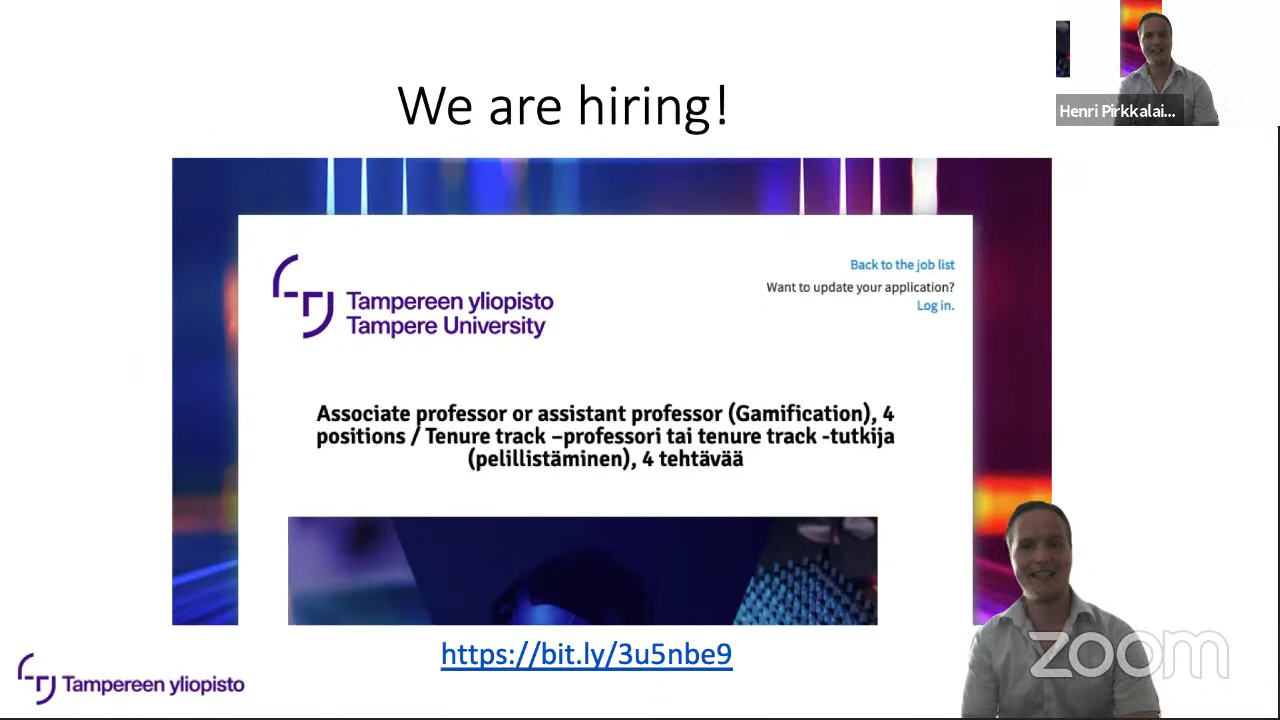 We are hiring!
Henri Pirkkalai...
Back to the job list
Want to update your application?
Log in.
Tampereen yliopisto
Tampere University
Associate professor or assistant professor (Gamification), 4
positions / Tenure track –professori tai tenure track -tutkija
(pelillistäminen), 4 tehtävää
https://bit.ly/3u5nbe9
Tampereen yliopisto
zoom